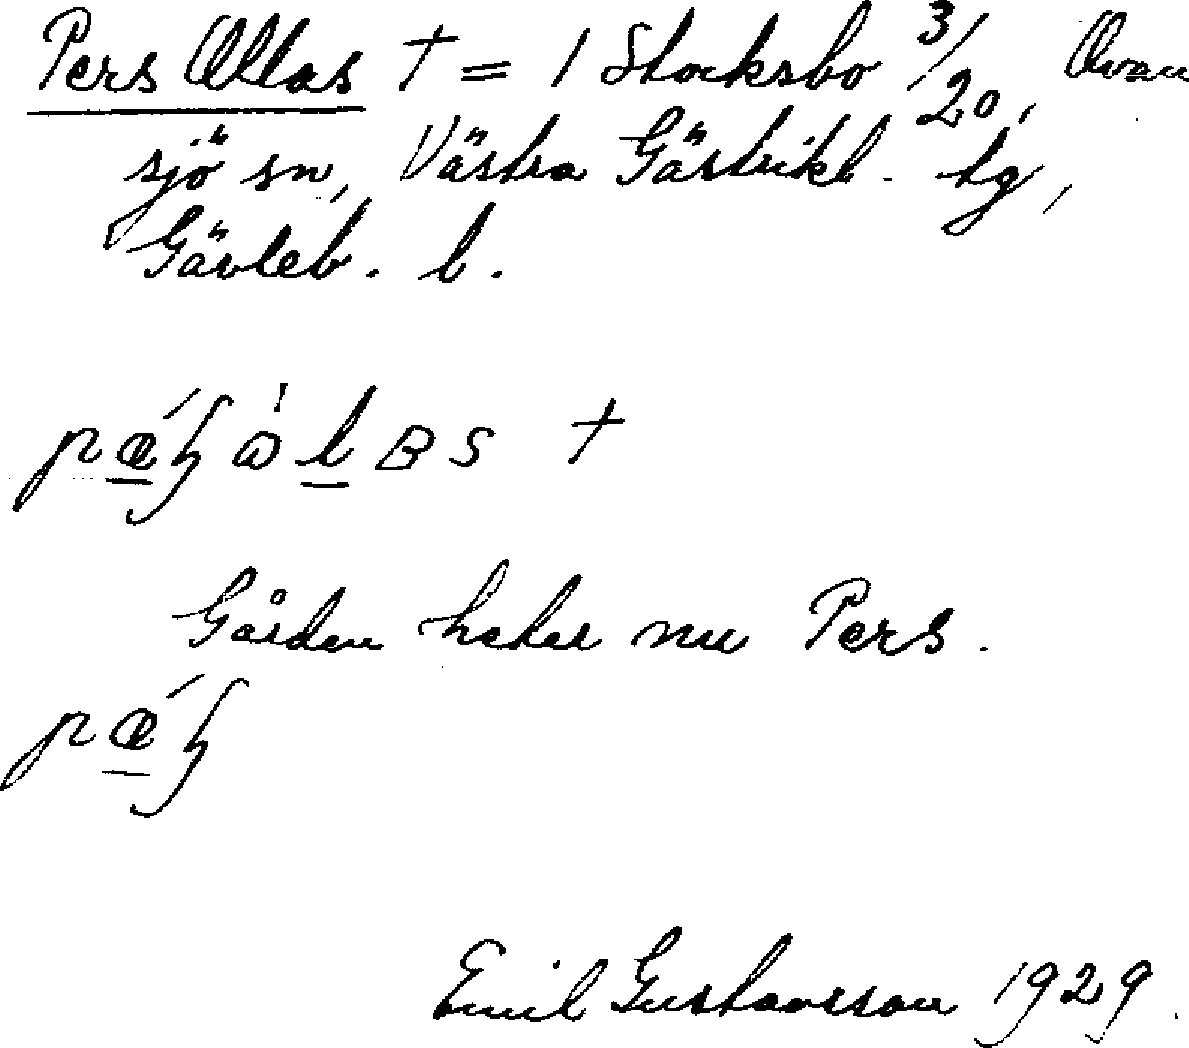 Pers Ollas † = 1 Stocksbo 3/20, Ovan
sjö sn, Västra Gästrikl. tg,
Gävleb. l.
†
Gården heter nu Pers.
Emil Gustavsson 1929.